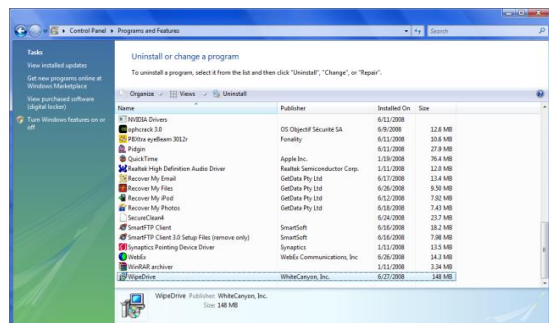 Control Panel ▸ Programs and Features
Search
Tasks
View installed updates
Get new programs online at
Windows Marketplace
View purchased software
(digital locker)
Turn Windows features on or
off
Uninstall or change a program
To uninstall a program, select it from the list and then click "Uninstall", "Change", or "Repair".
Organize Views Uninstall
Name Publisher Installed On Size
NVIDIA Drivers 6/11/2008
ophcrack 3.0 OS Objectif Sécurité SA 6/9/2008 12.6 MB
PBXtra eyeBeam 3012r Fonality 6/11/2008 10.6 MB
Pidgin 6/11/2008 27.9 MB
QuickTime Apple Inc. 1/19/2008 76.4 MB
Realtek High Definition Audio Driver Realtek Semiconductor Corp. 1/11/2008 12.0 MB
Recover My Email GetData Pty Ltd 6/17/2008 13.4 MB
Recover My Files GetData Pty Ltd 6/26/2008 9.50 MB
Recover My iPod GetData Pty Ltd 6/12/2008 7.92 MB
Recover My Photos GetData Pty Ltd 6/18/2008 7.43 MB
SecureClean4 6/24/2008 23.7 MB
SmartFTP Client SmartSoft 6/16/2008 18.2 MB
SmartFTP Client 3.0 Setup Files (remove only) SmartSoft 6/16/2008 7.98 MB
Synaptics Pointing Device Driver Synaptics 1/11/2008 13.5 MB
WebEx WebEx Communications, Inc 6/26/2008 14.3 MB
WinRAR archiver 1/11/2008 3.34 MB
WipeDrive WhiteCanyon, Inc. 6/27/2008 148 MB
WipeDrive Publisher: WhiteCanyon, Inc.
Size: 148 MB